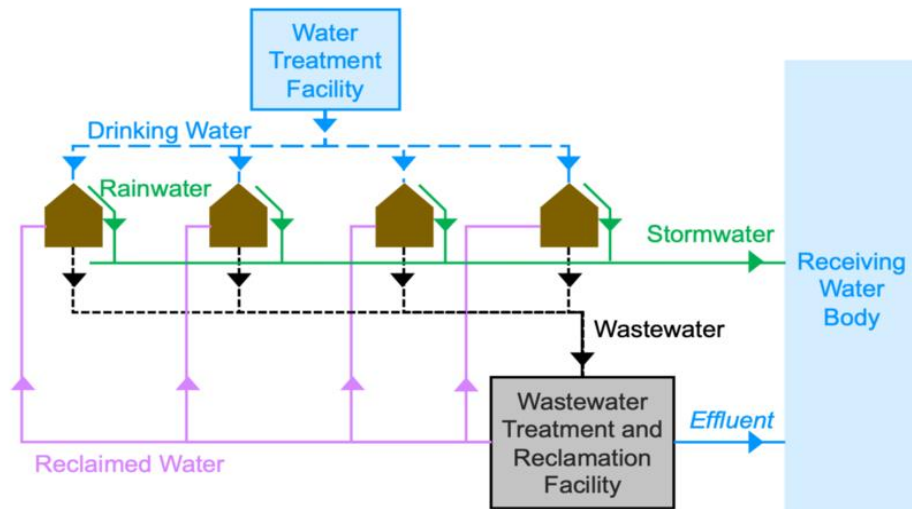 Water
Treatment
Facility
Drinking Water
Rainwater
Stormwater
Receiving
Water
Body
Wastewater
Wastewater
Treatment and
Reclamation
Facility
Effluent
Reclaimed Water